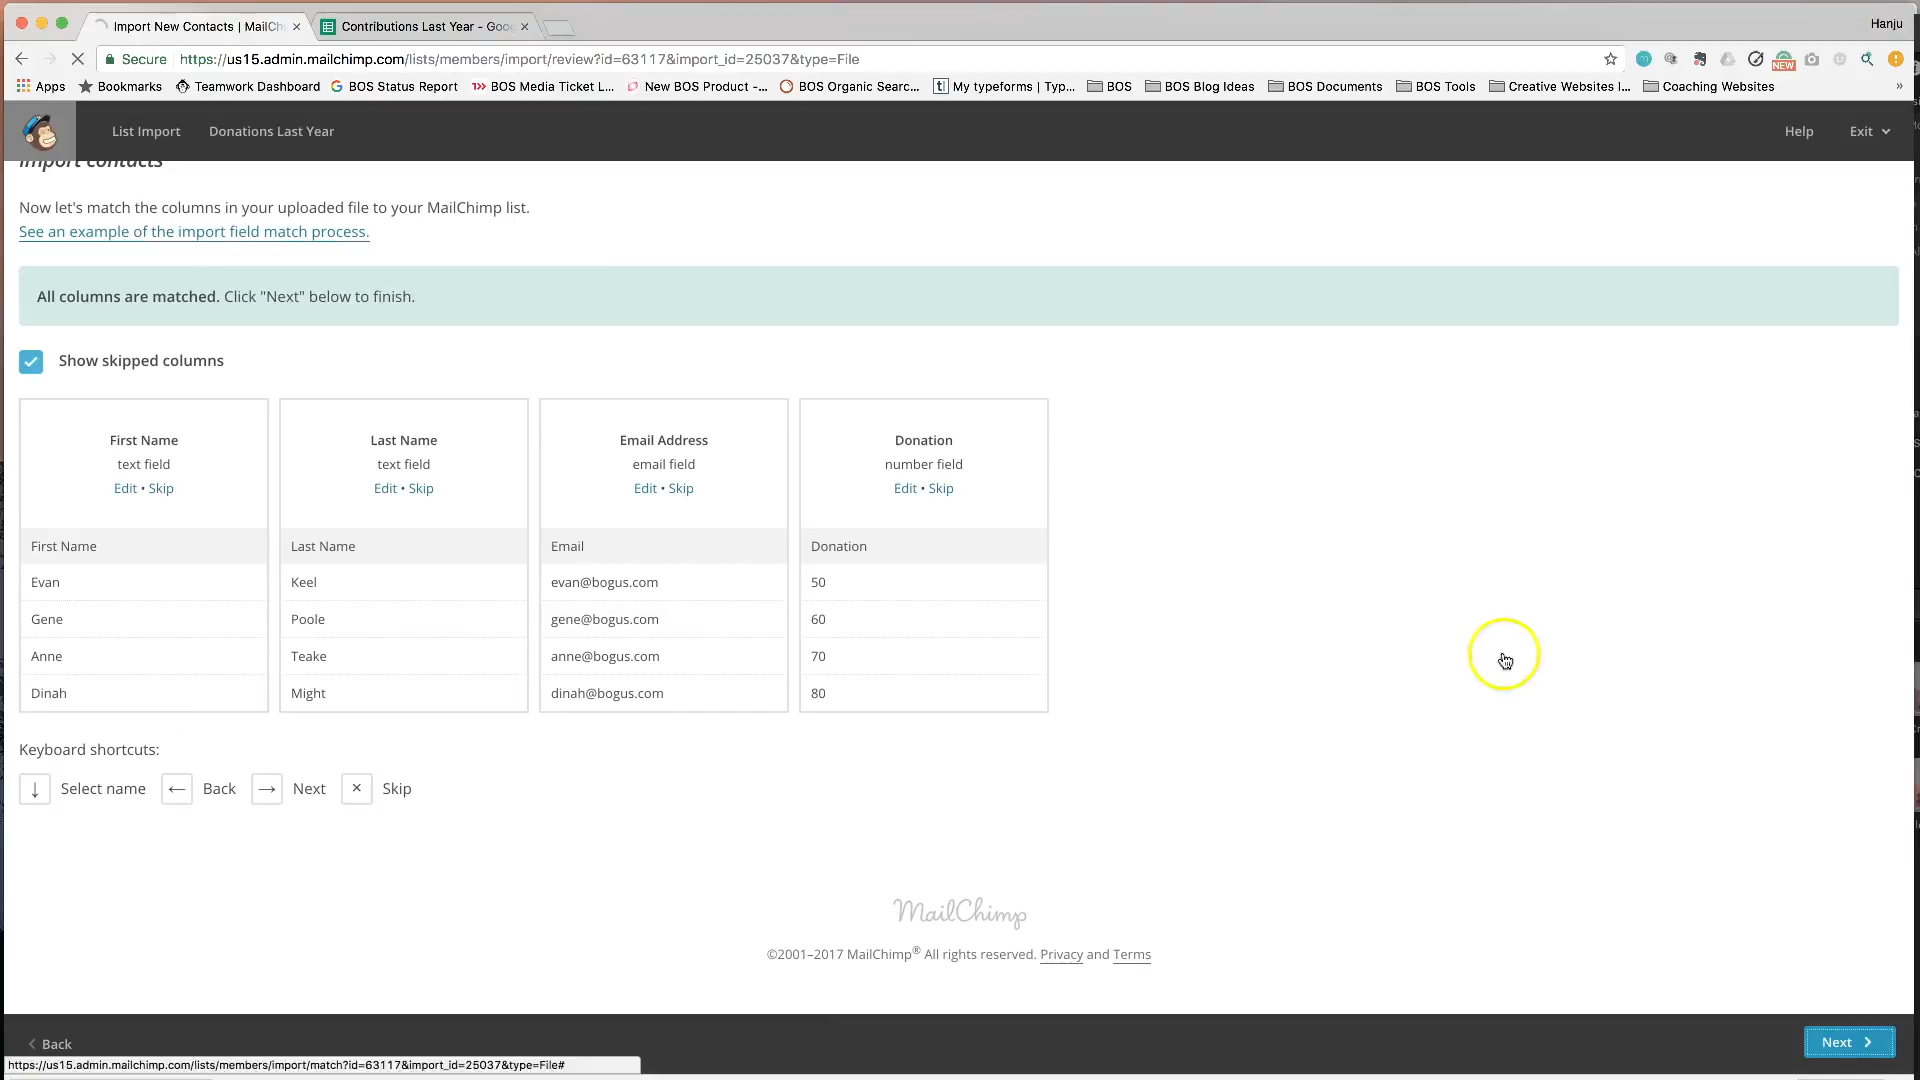 Import New Contacts | MailCh
Contributions Last Year - Goo
Hanju
Secure https://us15.admin.mailchimp.com/lists/members/import/review?id=63117&import_id=25037&type=File
NEW
Apps Bookmarks Teamwork Dashboard BOS Status Report BOS Media Ticket L... New BOS Product -... BOS Organic Searc... My typeforms | Typ... BOS BOS Blog Ideas BOS Documents BOS Tools Creative Websites I... Coaching Websites »
List Import Donations Last Year Help Exit
Import contacts
Now let's match the columns in your uploaded file to your MailChimp list.
See an example of the import field match process.
All columns are matched. Click "Next" below to finish.
Show skipped columns
First Name Last Name Email Address Donation
text field text field email field number field
Edit • Skip Edit • Skip Edit • Skip Edit • Skip
First Name Last Name Email Donation
Evan Keel evan@bogus.com 50
Gene Poole gene@bogus.com 60
Anne Teake anne@bogus.com 70
Dinah Might dinah@bogus.com 80
Keyboard shortcuts:
↓ Select name ← Back → Next × Skip
MailChimp
©2001–2017 MailChimp® All rights reserved. Privacy and Terms
Back Next
https://us15.admin.mailchimp.com/lists/members/import/match?id=63117&import_id=25037&type=File#